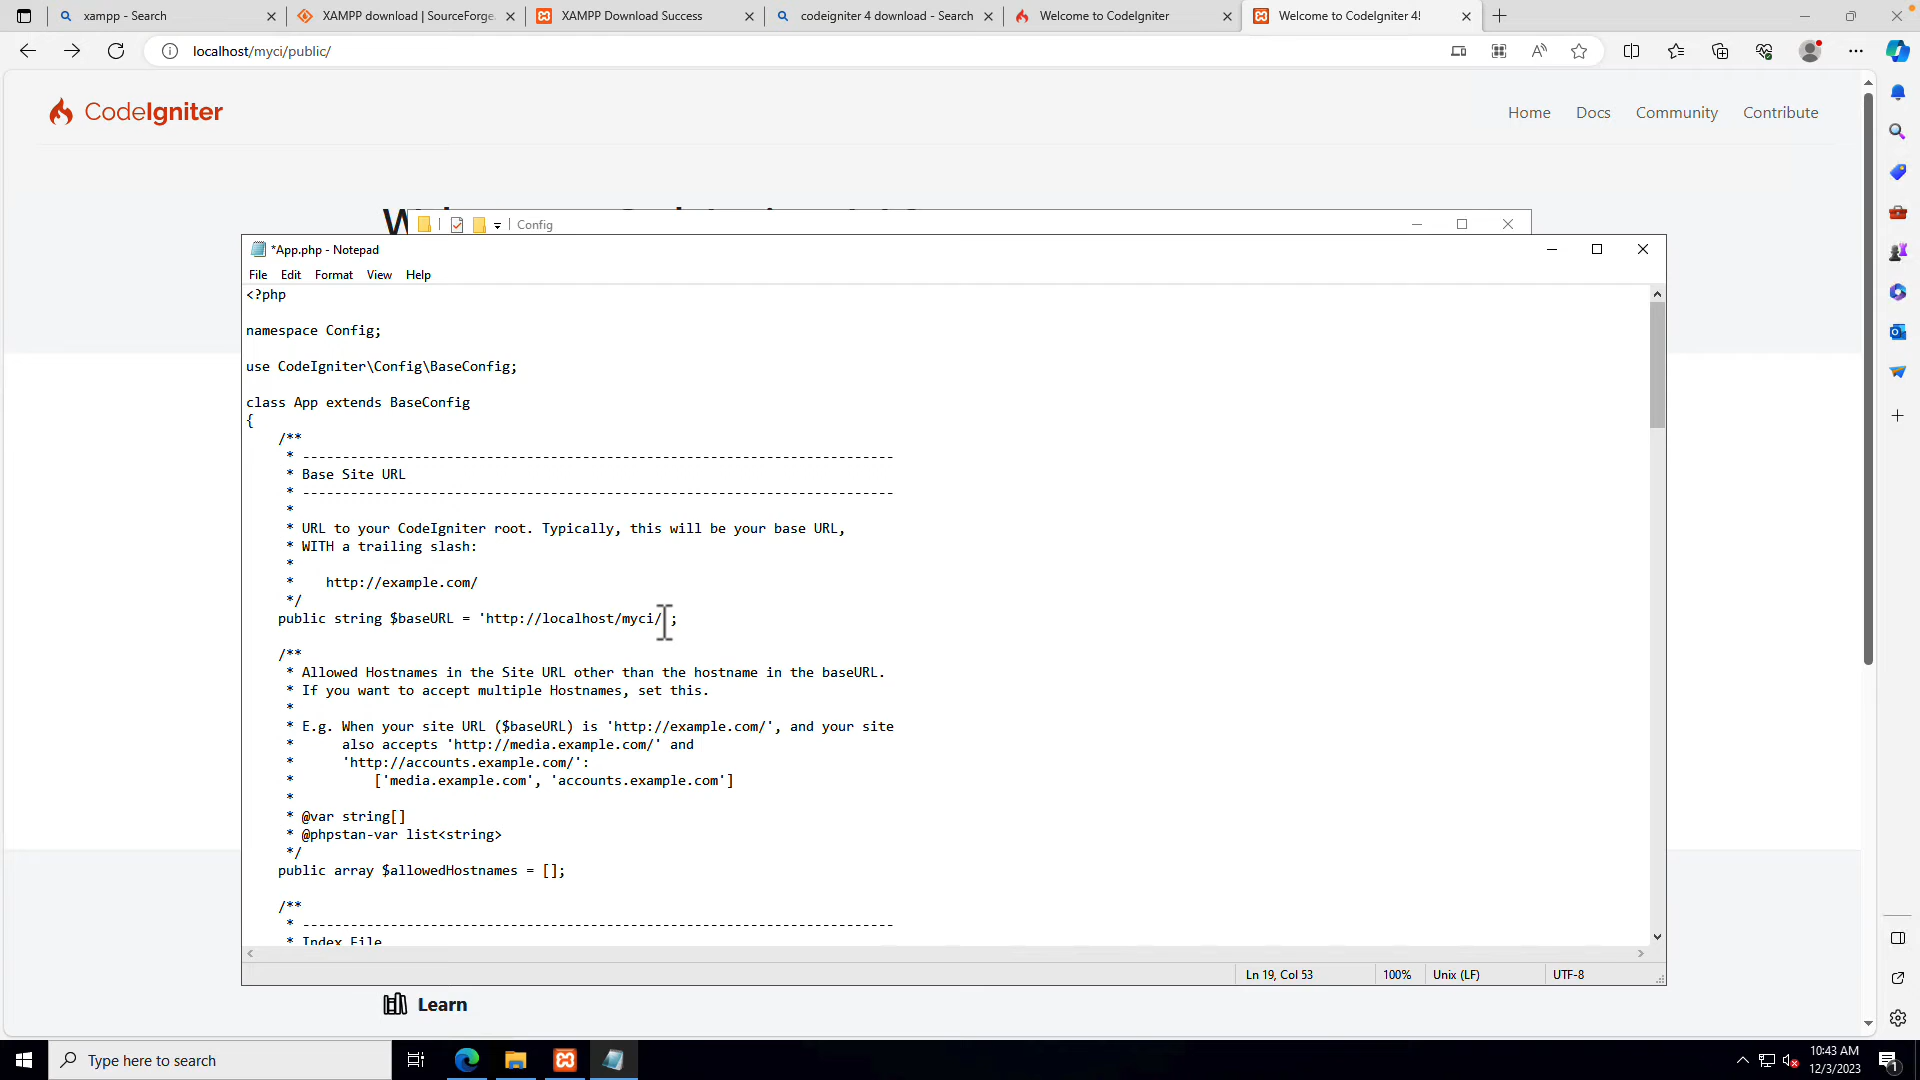 xampp - Search
XAMPP download | SourceForge.
XAMPP Download Success
codeigniter 4 download - Search
Welcome to CodeIgniter
Welcome to CodeIgniter 4!
localhost/myci/public/
CodeIgniter
Home
Docs
Community
Contribute
Config
*App.php - Notepad
File
Edit
Format
View
Help
<?php
namespace Config;
use CodeIgniter\Config\BaseConfig;
class App extends BaseConfig
{
/**
* --------------------------------------------------------------------------
* Base Site URL
* --------------------------------------------------------------------------
*
* URL to your CodeIgniter root. Typically, this will be your base URL,
* WITH a trailing slash:
*
*    http://example.com/
*/
public string $baseURL = 'http://localhost/myci/';
/**
* Allowed Hostnames in the Site URL other than the hostname in the baseURL.
* If you want to accept multiple Hostnames, set this.
*
* E.g. When your site URL ($baseURL) is 'http://example.com/', and your site
*      also accepts 'http://media.example.com/' and
*      'http://accounts.example.com/':
*          ['media.example.com', 'accounts.example.com']
*
* @var string[]
* @phpstan-var list<string>
*/
public array $allowedHostnames = [];
/**
* --------------------------------------------------------------------------
* Index File
Ln 19, Col 53
100%
Unix (LF)
UTF-8
Learn
Type here to search
10:43 AM
12/3/2023
1